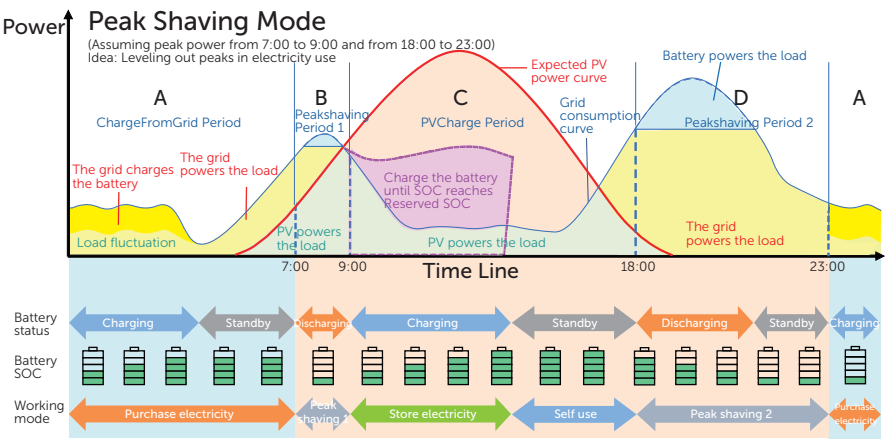 Power
Peak Shaving Mode
(Assuming peak power from 7:00 to 9:00 and from 18:00 to 23:00)
Idea: Leveling out peaks in electricity use
Expected PV
power curve
Battery powers the load
A
B
C
D
A
ChargeFromGrid Period
Peakshaving
Period 1
PVCharge Period
Grid
consumption
curve
Peakshaving Period 2
The grid charges
the battery
The grid
powers the load
Charge the battery
until SOC reaches
Reserved SOC
Load fluctuation
PV powers
the load
PV powers the load
The grid
powers the load
7:00
9:00
Time Line
18:00
23:00
Battery
status
Charging
Standby
Discharging
Charging
Standby
Discharging
Standby
Charging
Battery
SOC
Working
mode
Purchase electricity
Peak
shaving 1
Store electricity
Self use
Peak shaving 2
Purchase
electricity